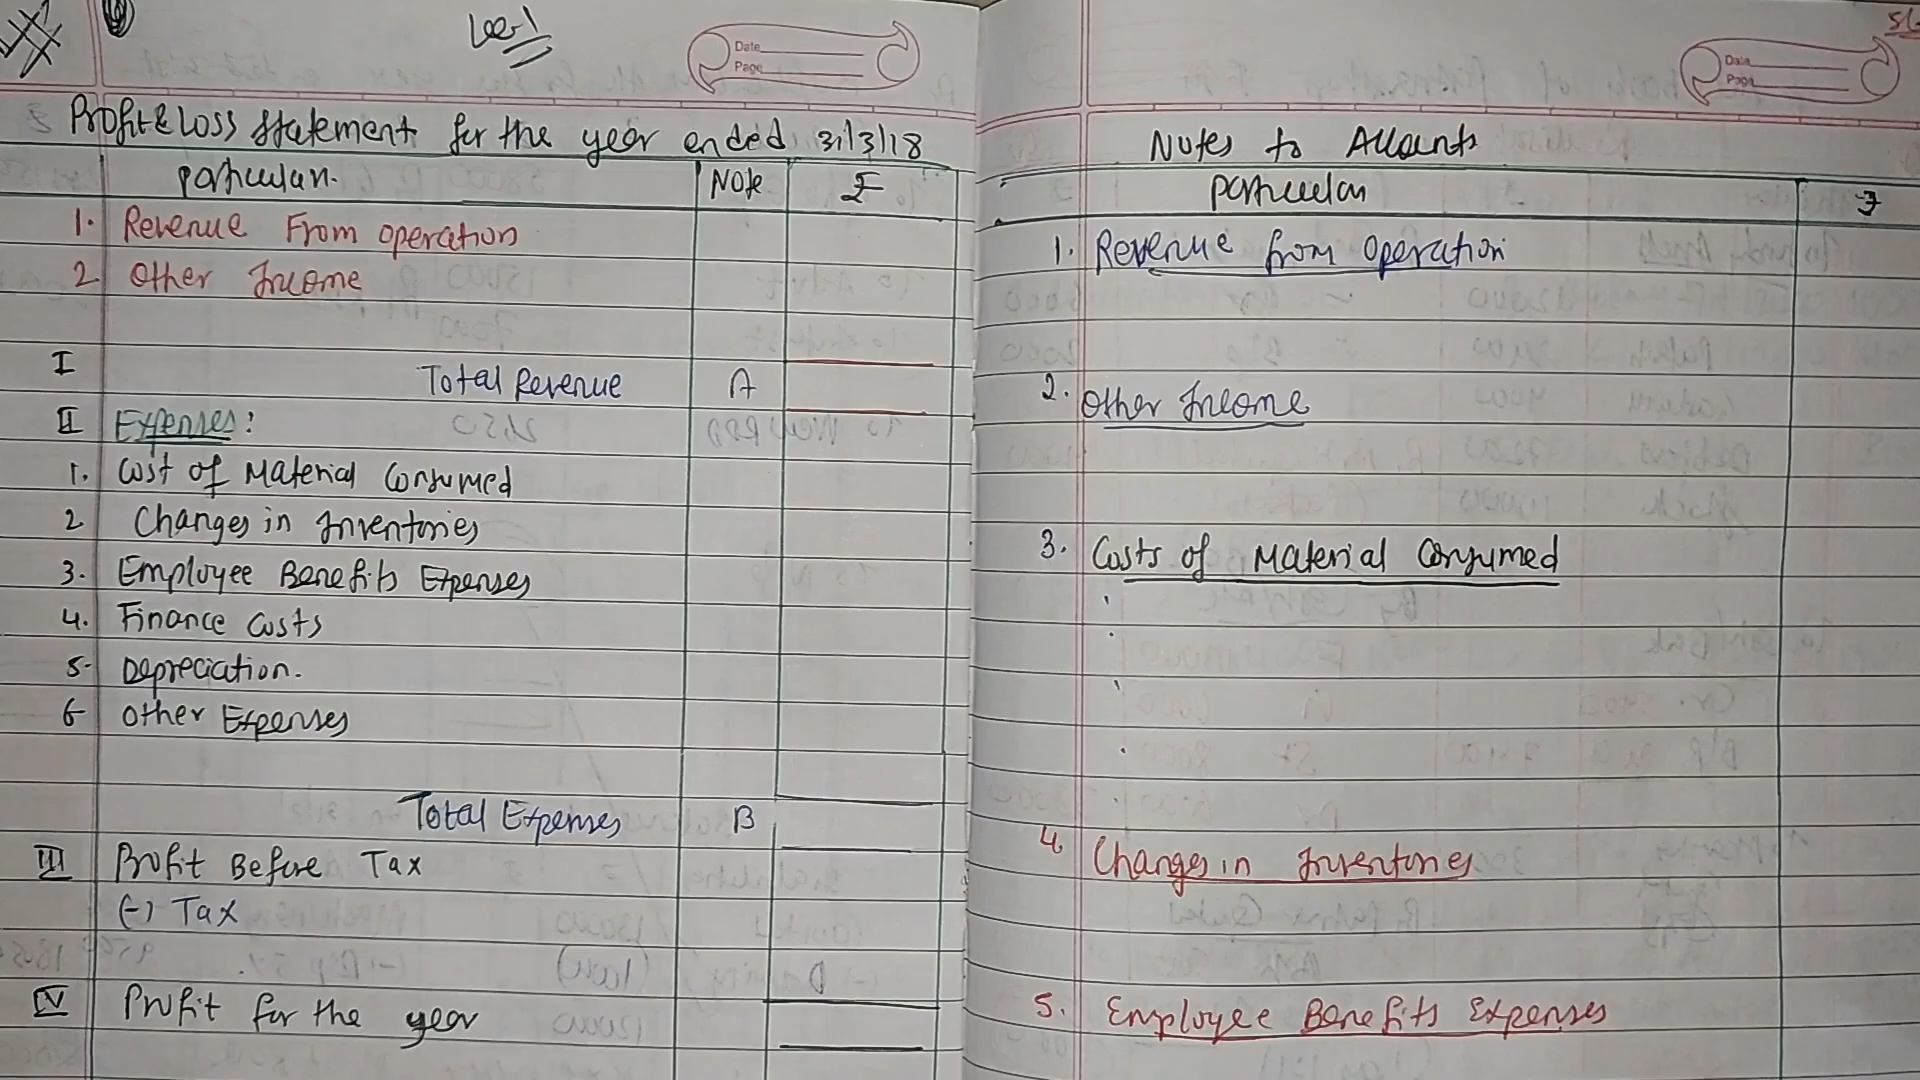 Date
Page
Profit & Loss Statement for the year ended 31/3/18
Particulars. Note ₹
1. Revenue From operation
2 Other Income
I Total Revenue A
II Expenses:
1. Cost of Material Consumed
2 Changes in Inventories
3. Employee Benefits Expenses
4. Finance Costs
5- Depreciation.
6 Other Expenses
Total Expenses B
III Profit Before Tax
(-) Tax
IV Profit for the year
Date
Page
Notes to Accounts
Particulars ₹
1. Revenue from Operation
2. Other Income
3. Costs of Material Consumed
4. Changes in Inventories
5. Employee Benefits Expenses